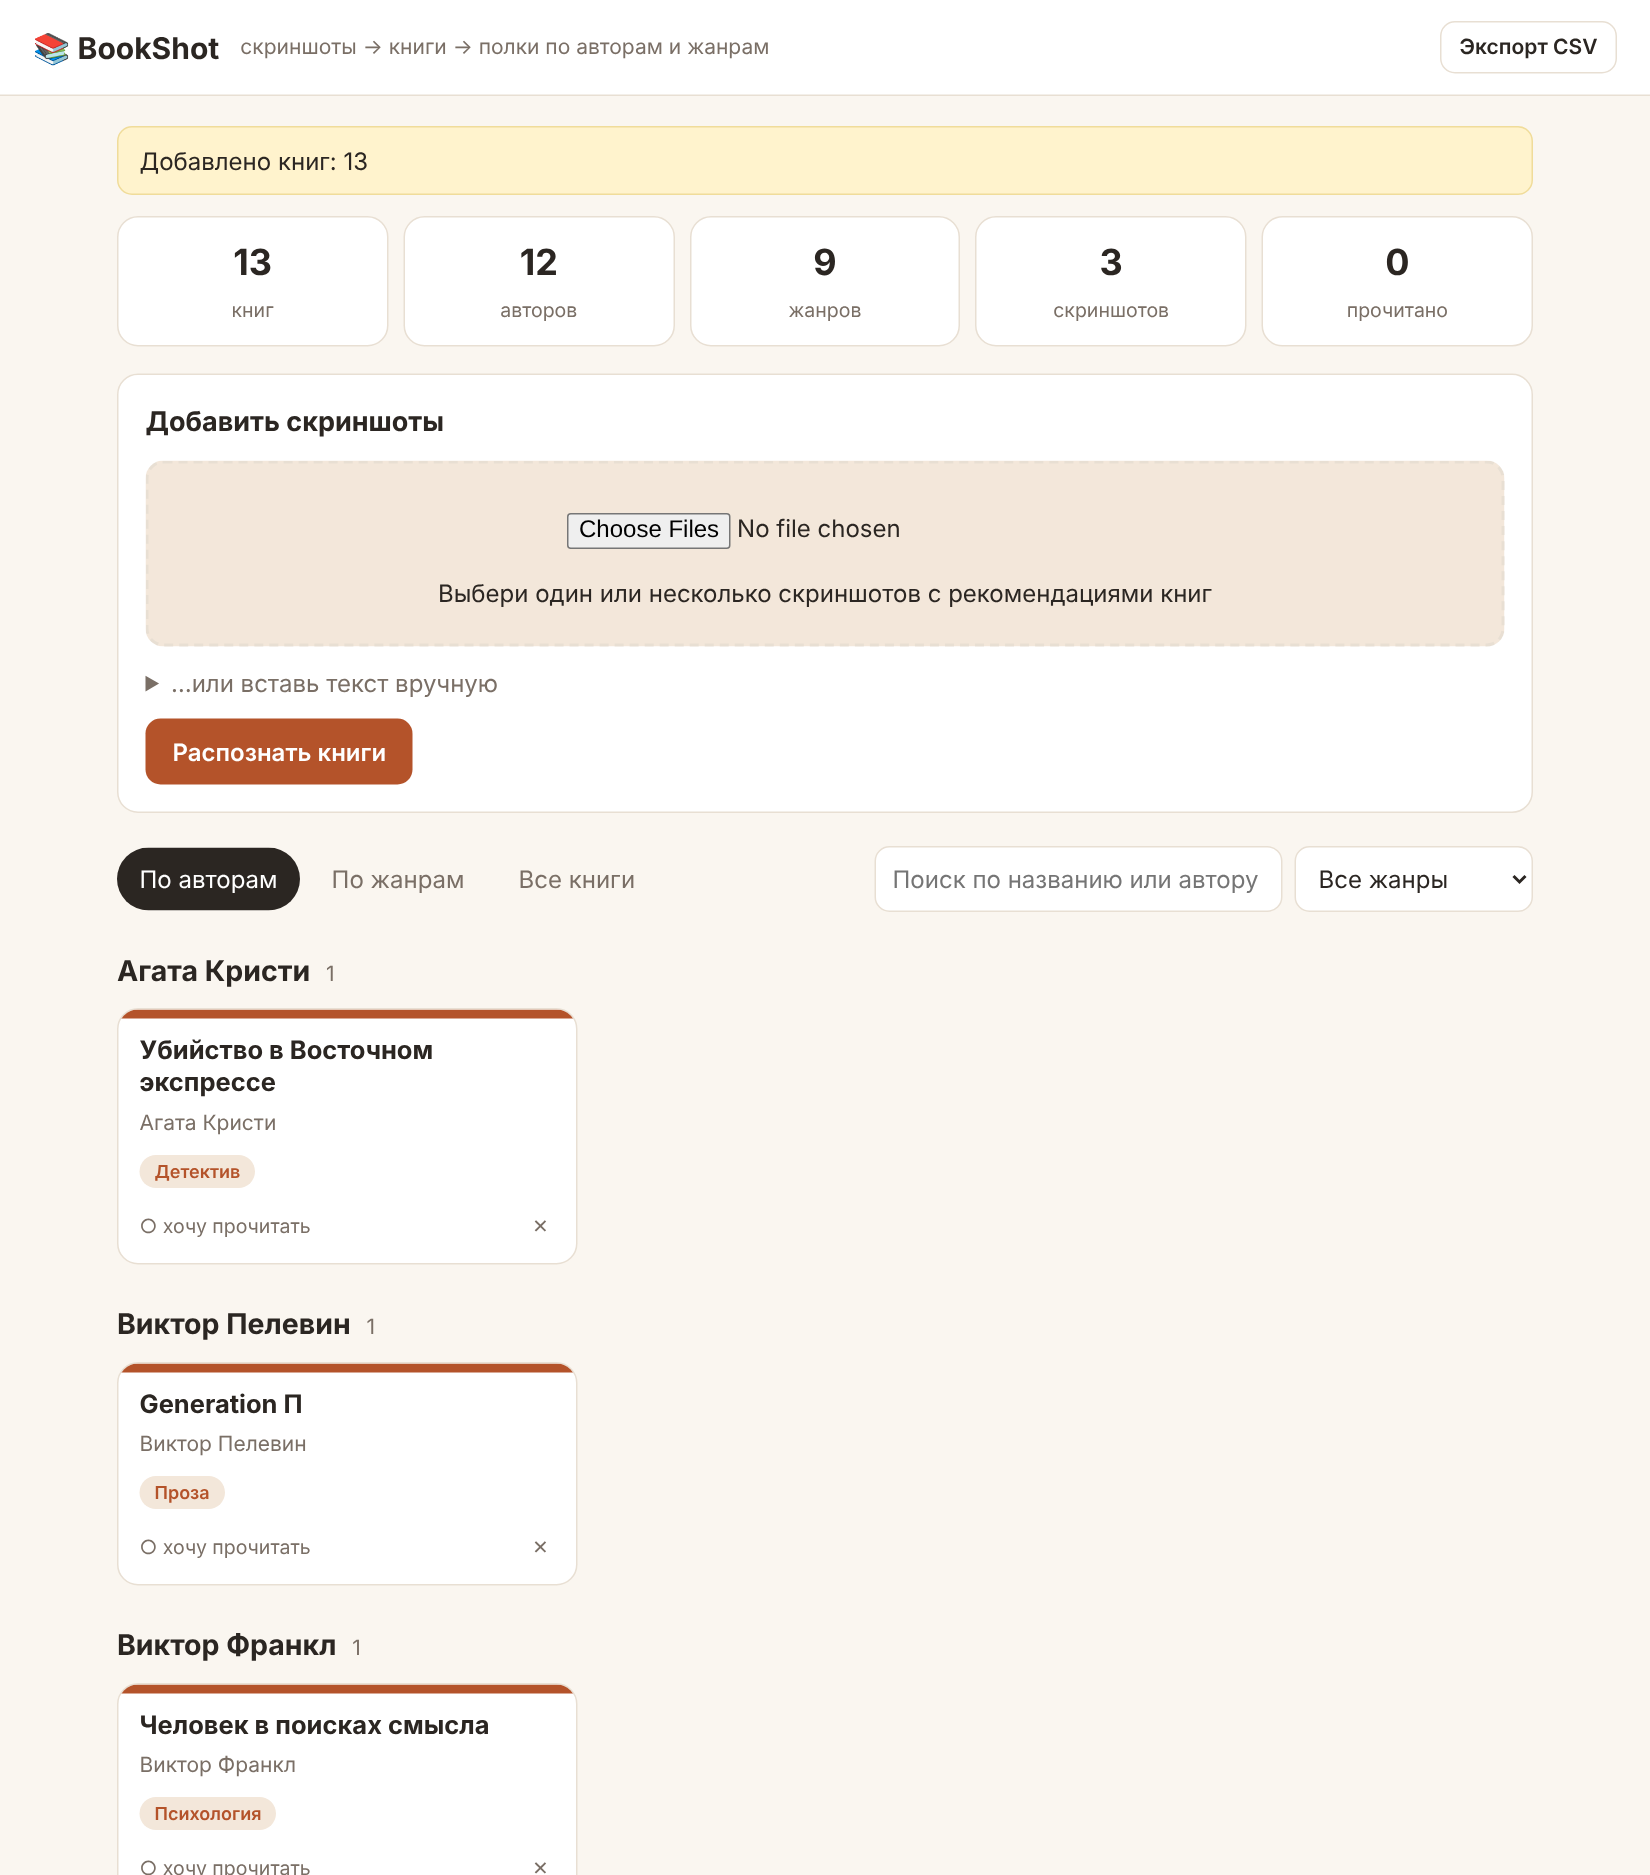 BookShot скриншоты → книги → полки по авторам и жанрам Экспорт CSV
Добавлено книг: 13
13 12 9 3 0
книг авторов жанров скриншотов прочитано
Добавить скриншоты
Choose Files No file chosen
Выбери один или несколько скриншотов с рекомендациями книг
...или вставь текст вручную
Распознать книги
По авторам По жанрам Все книги Поиск по названию или автору Все жанры
Агата Кристи 1
Убийство в Восточном
экспрессе
Агата Кристи
Детектив
○ хочу прочитать ×
Виктор Пелевин 1
Generation П
Виктор Пелевин
Проза
○ хочу прочитать ×
Виктор Франкл 1
Человек в поисках смысла
Виктор Франкл
Психология
○ хочу прочитать ×